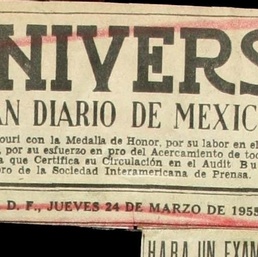 NIVERS
AN DIARIO DE MEXIC
ouri con la Medalla de Honor, por su labor en el
, por su esfuerzo en pro del Acercamiento de to
a que Certifica su Circulación en el Audit Bu
ro de la Sociedad Interamericana de Prensa.
D. F., JUEVES 24 DE MARZO DE 1955
HABA UN EXAM